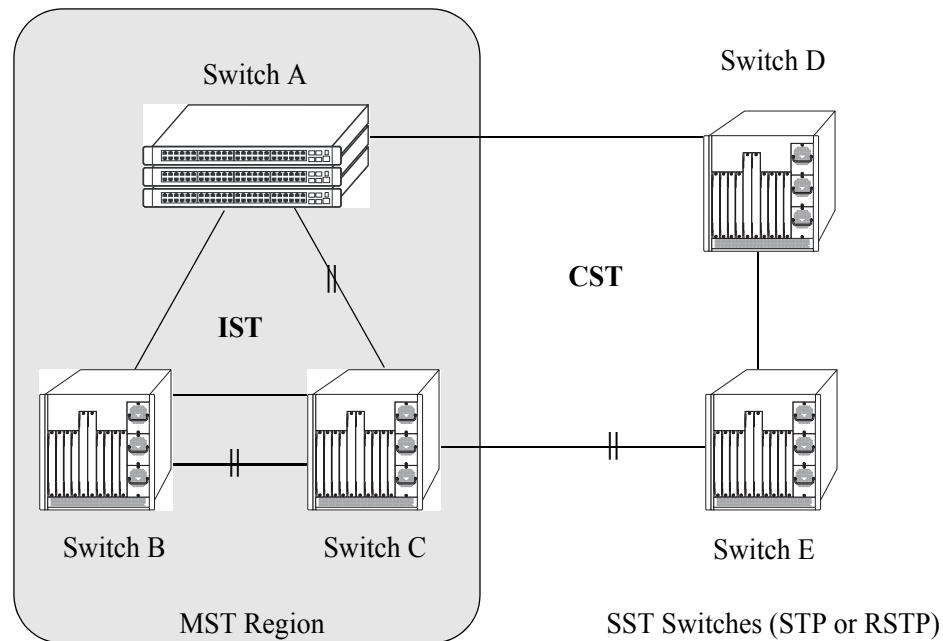 Switch A
Switch D
CST
IST
Switch B
Switch C
Switch E
MST Region
SST Switches (STP or RSTP)